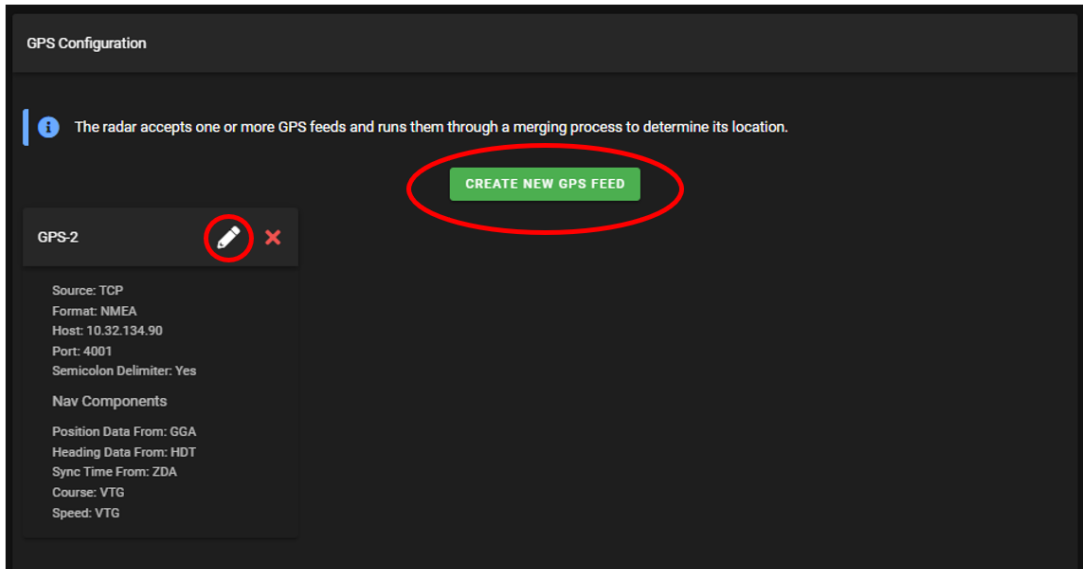 GPS Configuration
The radar accepts one or more GPS feeds and runs them through a merging process to determine its location.
CREATE NEW GPS FEED
GPS-2
Source: TCP
Format: NMEA
Host: 10.32.134.90
Port: 4001
Semicolon Delimiter: Yes
Nav Components
Position Data From: GGA
Heading Data From: HDT
Sync Time From: ZDA
Course: VTG
Speed: VTG